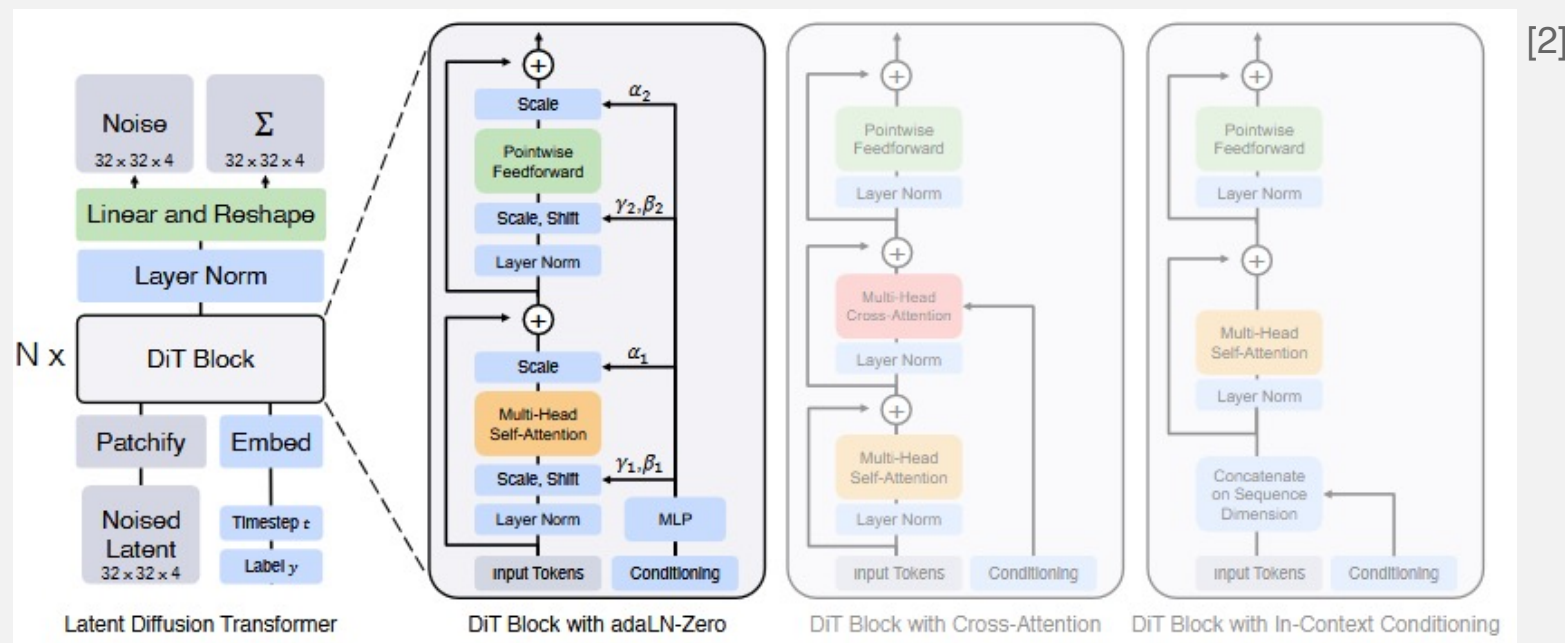 [2]
Noise
32 x 32 x 4
Σ
32 x 32 x 4
Linear and Reshape
Layer Norm
N x
DiT Block
Patchify
Embed
Noised
Latent
32 x 32 x 4
Timestep t
Label y
Latent Diffusion Transformer
Scale
α₂
Pointwise
Feedforward
γ₂,β₂
Scale, Shift
Layer Norm
α₁
Scale
Multi-Head
Self-Attention
γ₁,β₁
Scale, Shift
Layer Norm
MLP
Input Tokens
Conditioning
DiT Block with adaLN-Zero
Pointwise
Feedforward
Layer Norm
Multi-Head
Cross-Attention
Layer Norm
Multi-Head
Self-Attention
Layer Norm
Input Tokens
Conditioning
DiT Block with Cross-Attention
Pointwise
Feedforward
Layer Norm
Multi-Head
Self-Attention
Layer Norm
Concatenate
on Sequence
Dimension
Input Tokens
Conditioning
DiT Block with In-Context Conditioning